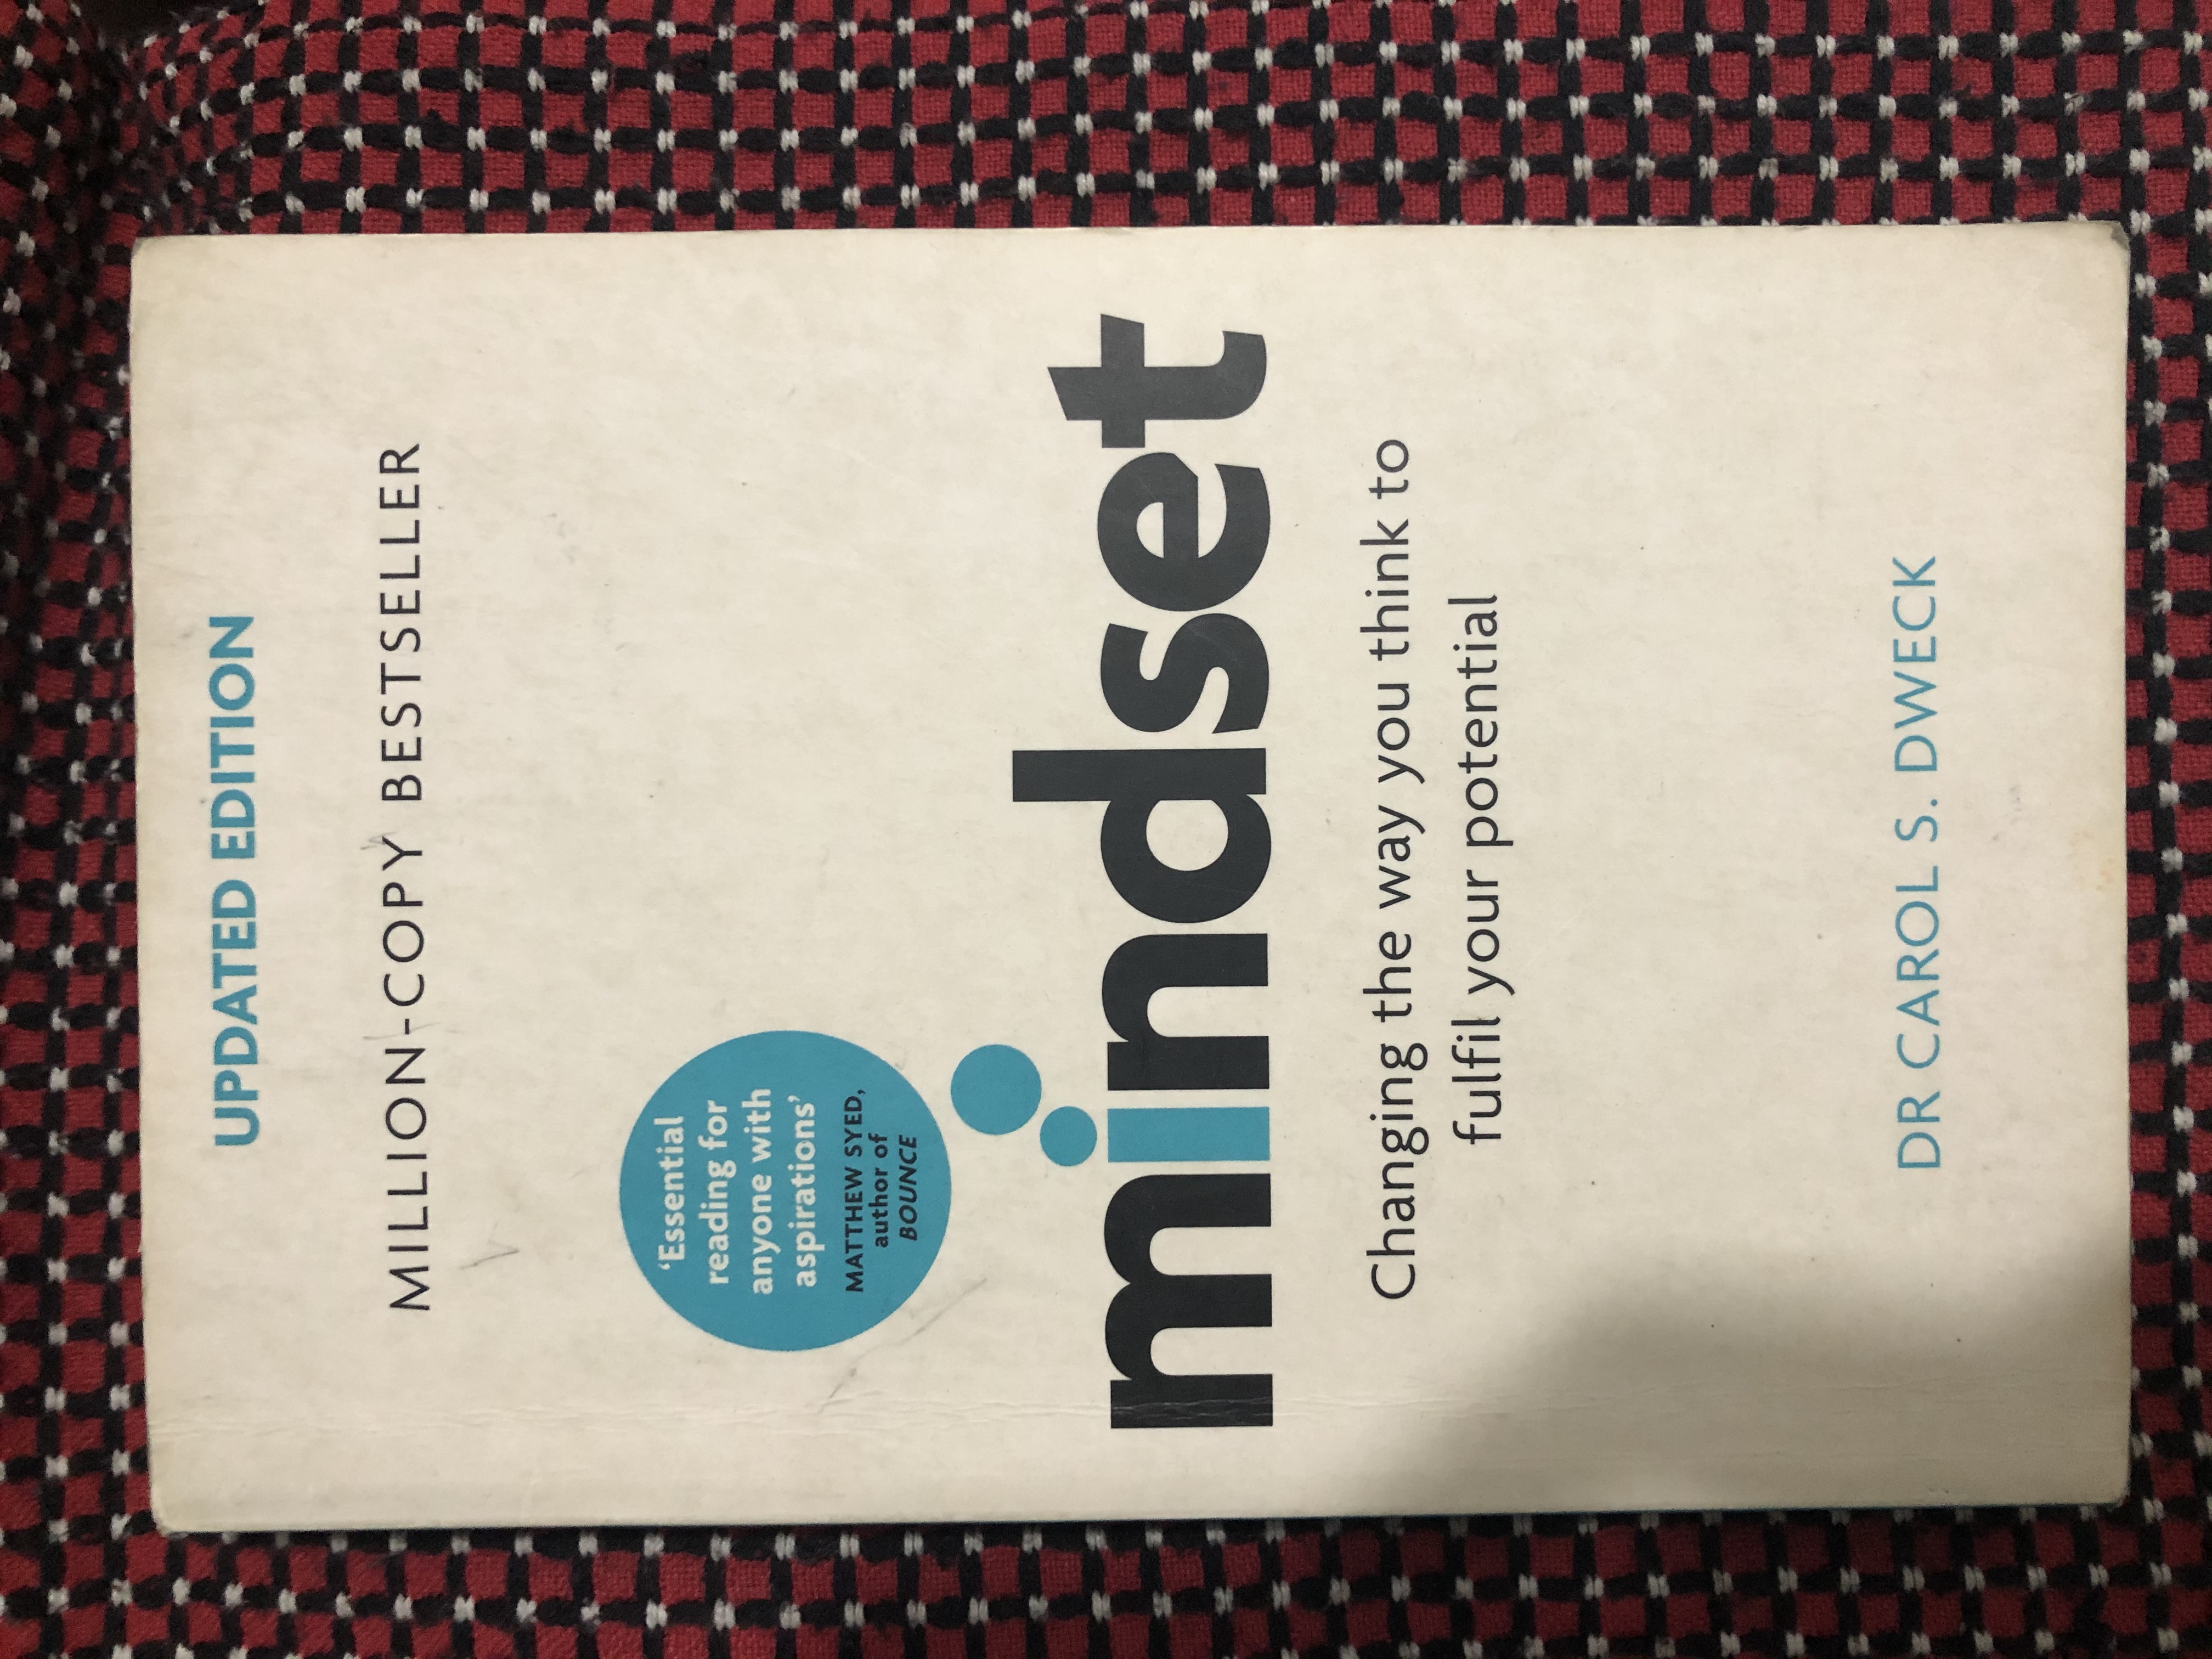 UPDATED EDITION
MILLION-COPY BESTSELLER
‘Essential
reading for
anyone with
aspirations’
MATTHEW SYED,
author of
BOUNCE
mindset
Changing the way you think to
fulfil your potential
DR CAROL S. DWECK